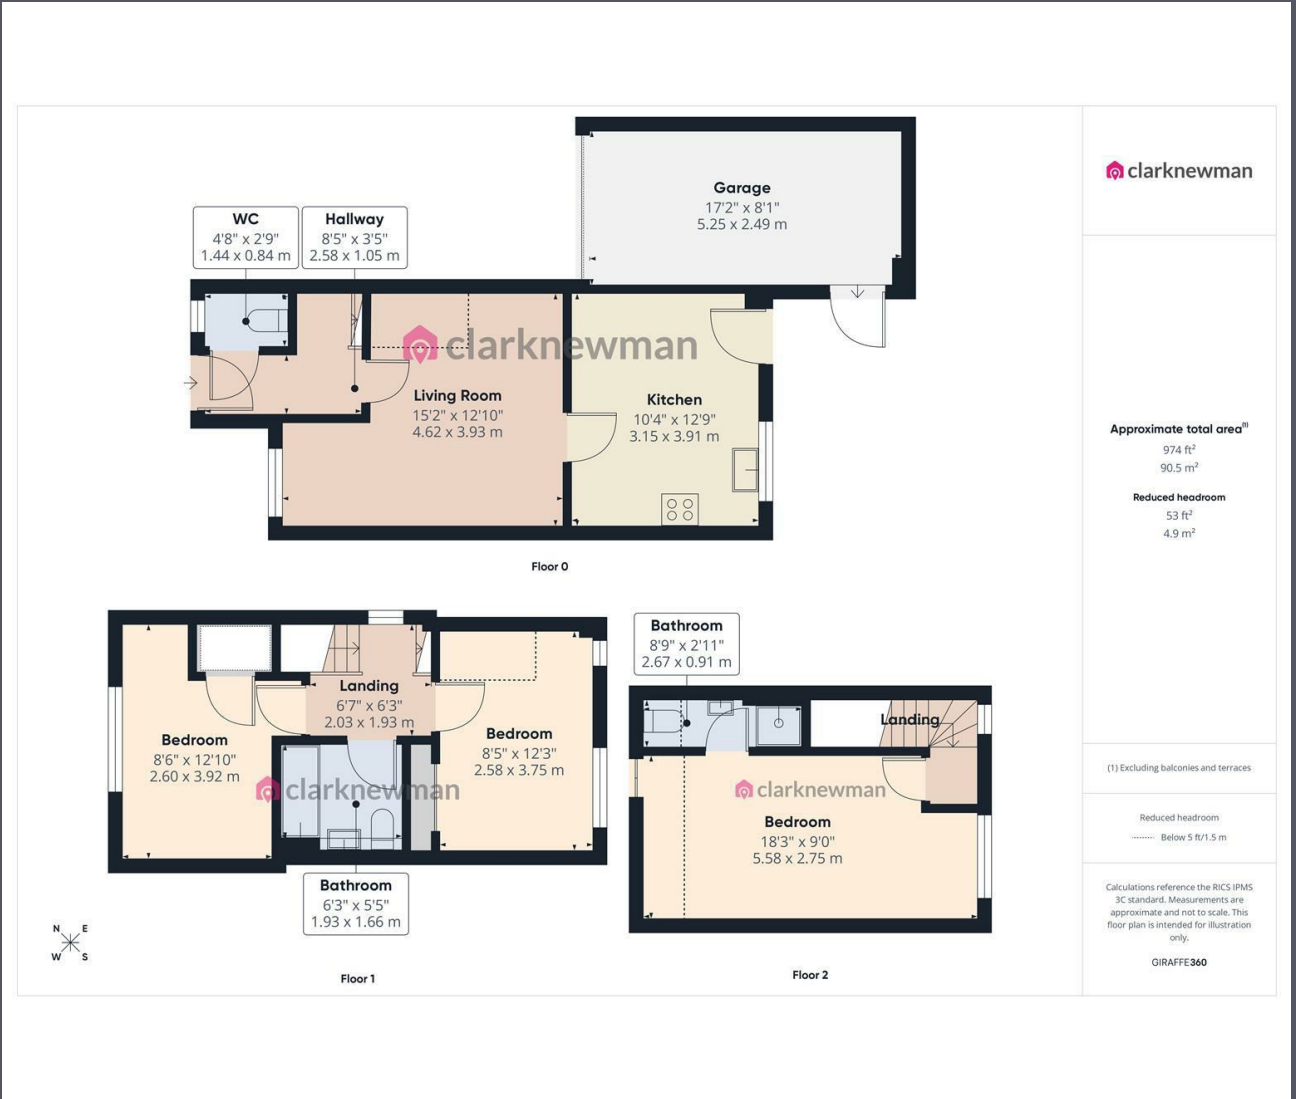 Garage
17'2" x 8'1"
5.25 x 2.49 m
WC
4'8" x 2'9"
1.44 x 0.84 m
Hallway
8'5" x 3'5"
2.58 x 1.05 m
clarknewman
Living Room
15'2" x 12'10"
4.62 x 3.93 m
Kitchen
10'4" x 12'9"
3.15 x 3.91 m
Floor 0
Landing
6'7" x 6'3"
2.03 x 1.93 m
Bedroom
8'6" x 12'10"
2.60 x 3.92 m
Bedroom
8'5" x 12'3"
2.58 x 3.75 m
clarknewman
Bathroom
6'3" x 5'5"
1.93 x 1.66 m
N E
W S
Floor 1
Bathroom
8'9" x 2'11"
2.67 x 0.91 m
Landing
clarknewman
Bedroom
18'3" x 9'0"
5.58 x 2.75 m
Floor 2
clarknewman
Approximate total area(1)
974 ft²
90.5 m²
Reduced headroom
53 ft²
4.9 m²
(1) Excluding balconies and terraces
Reduced headroom
Below 5 ft/1.5 m
Calculations reference the RICS IPMS
3C standard. Measurements are
approximate and not to scale. This
floor plan is intended for illustration
only.
GIRAFFE360